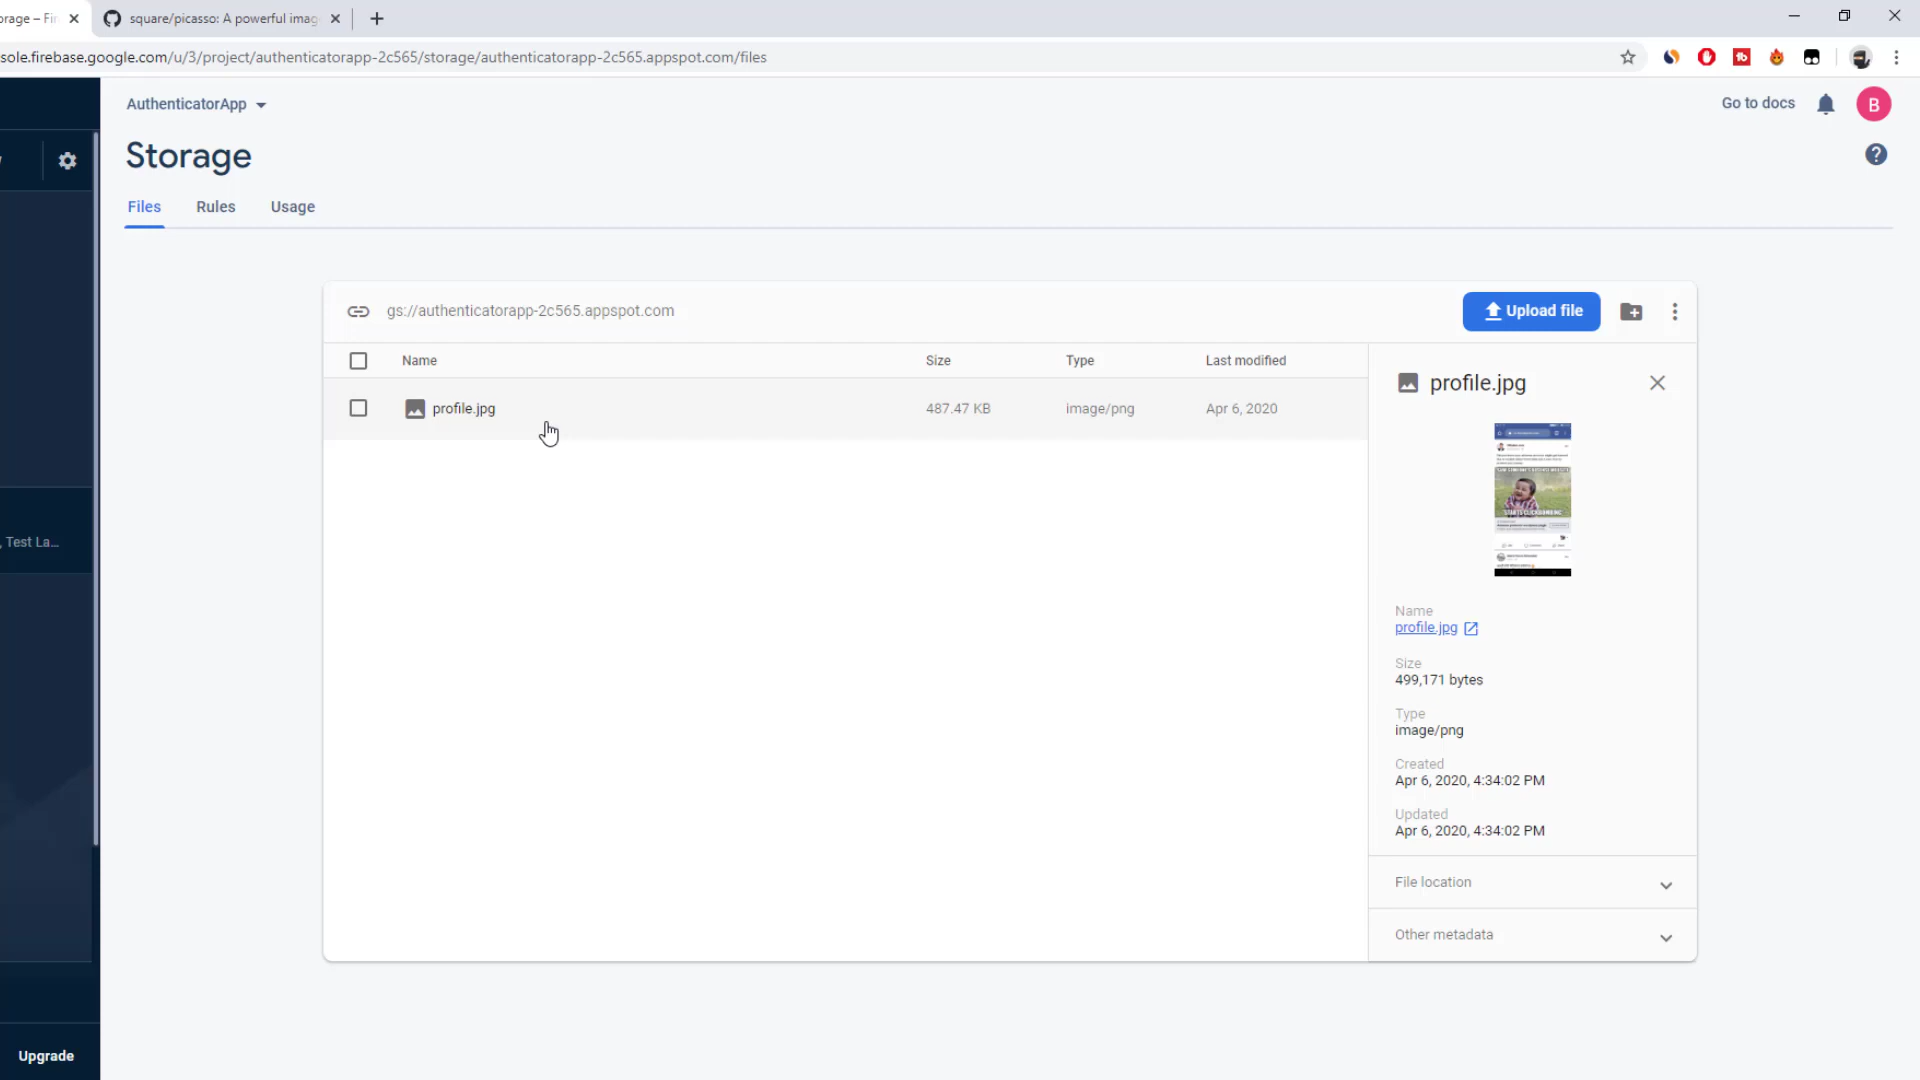 orage – Fi
square/picasso: A powerful imag
sole.firebase.google.com/u/3/project/authenticatorapp-2c565/storage/authenticatorapp-2c565.appspot.com/files
AuthenticatorApp
Go to docs
B
Storage
Files Rules Usage
gs://authenticatorapp-2c565.appspot.com
Upload file
Name Size Type Last modified
profile.jpg 487.47 KB image/png Apr 6, 2020
profile.jpg
STARTS CLICKBOMBING
Name
profile.jpg
Size
499,171 bytes
Type
image/png
Created
Apr 6, 2020, 4:34:02 PM
Updated
Apr 6, 2020, 4:34:02 PM
File location
Other metadata
, Test La...
Upgrade